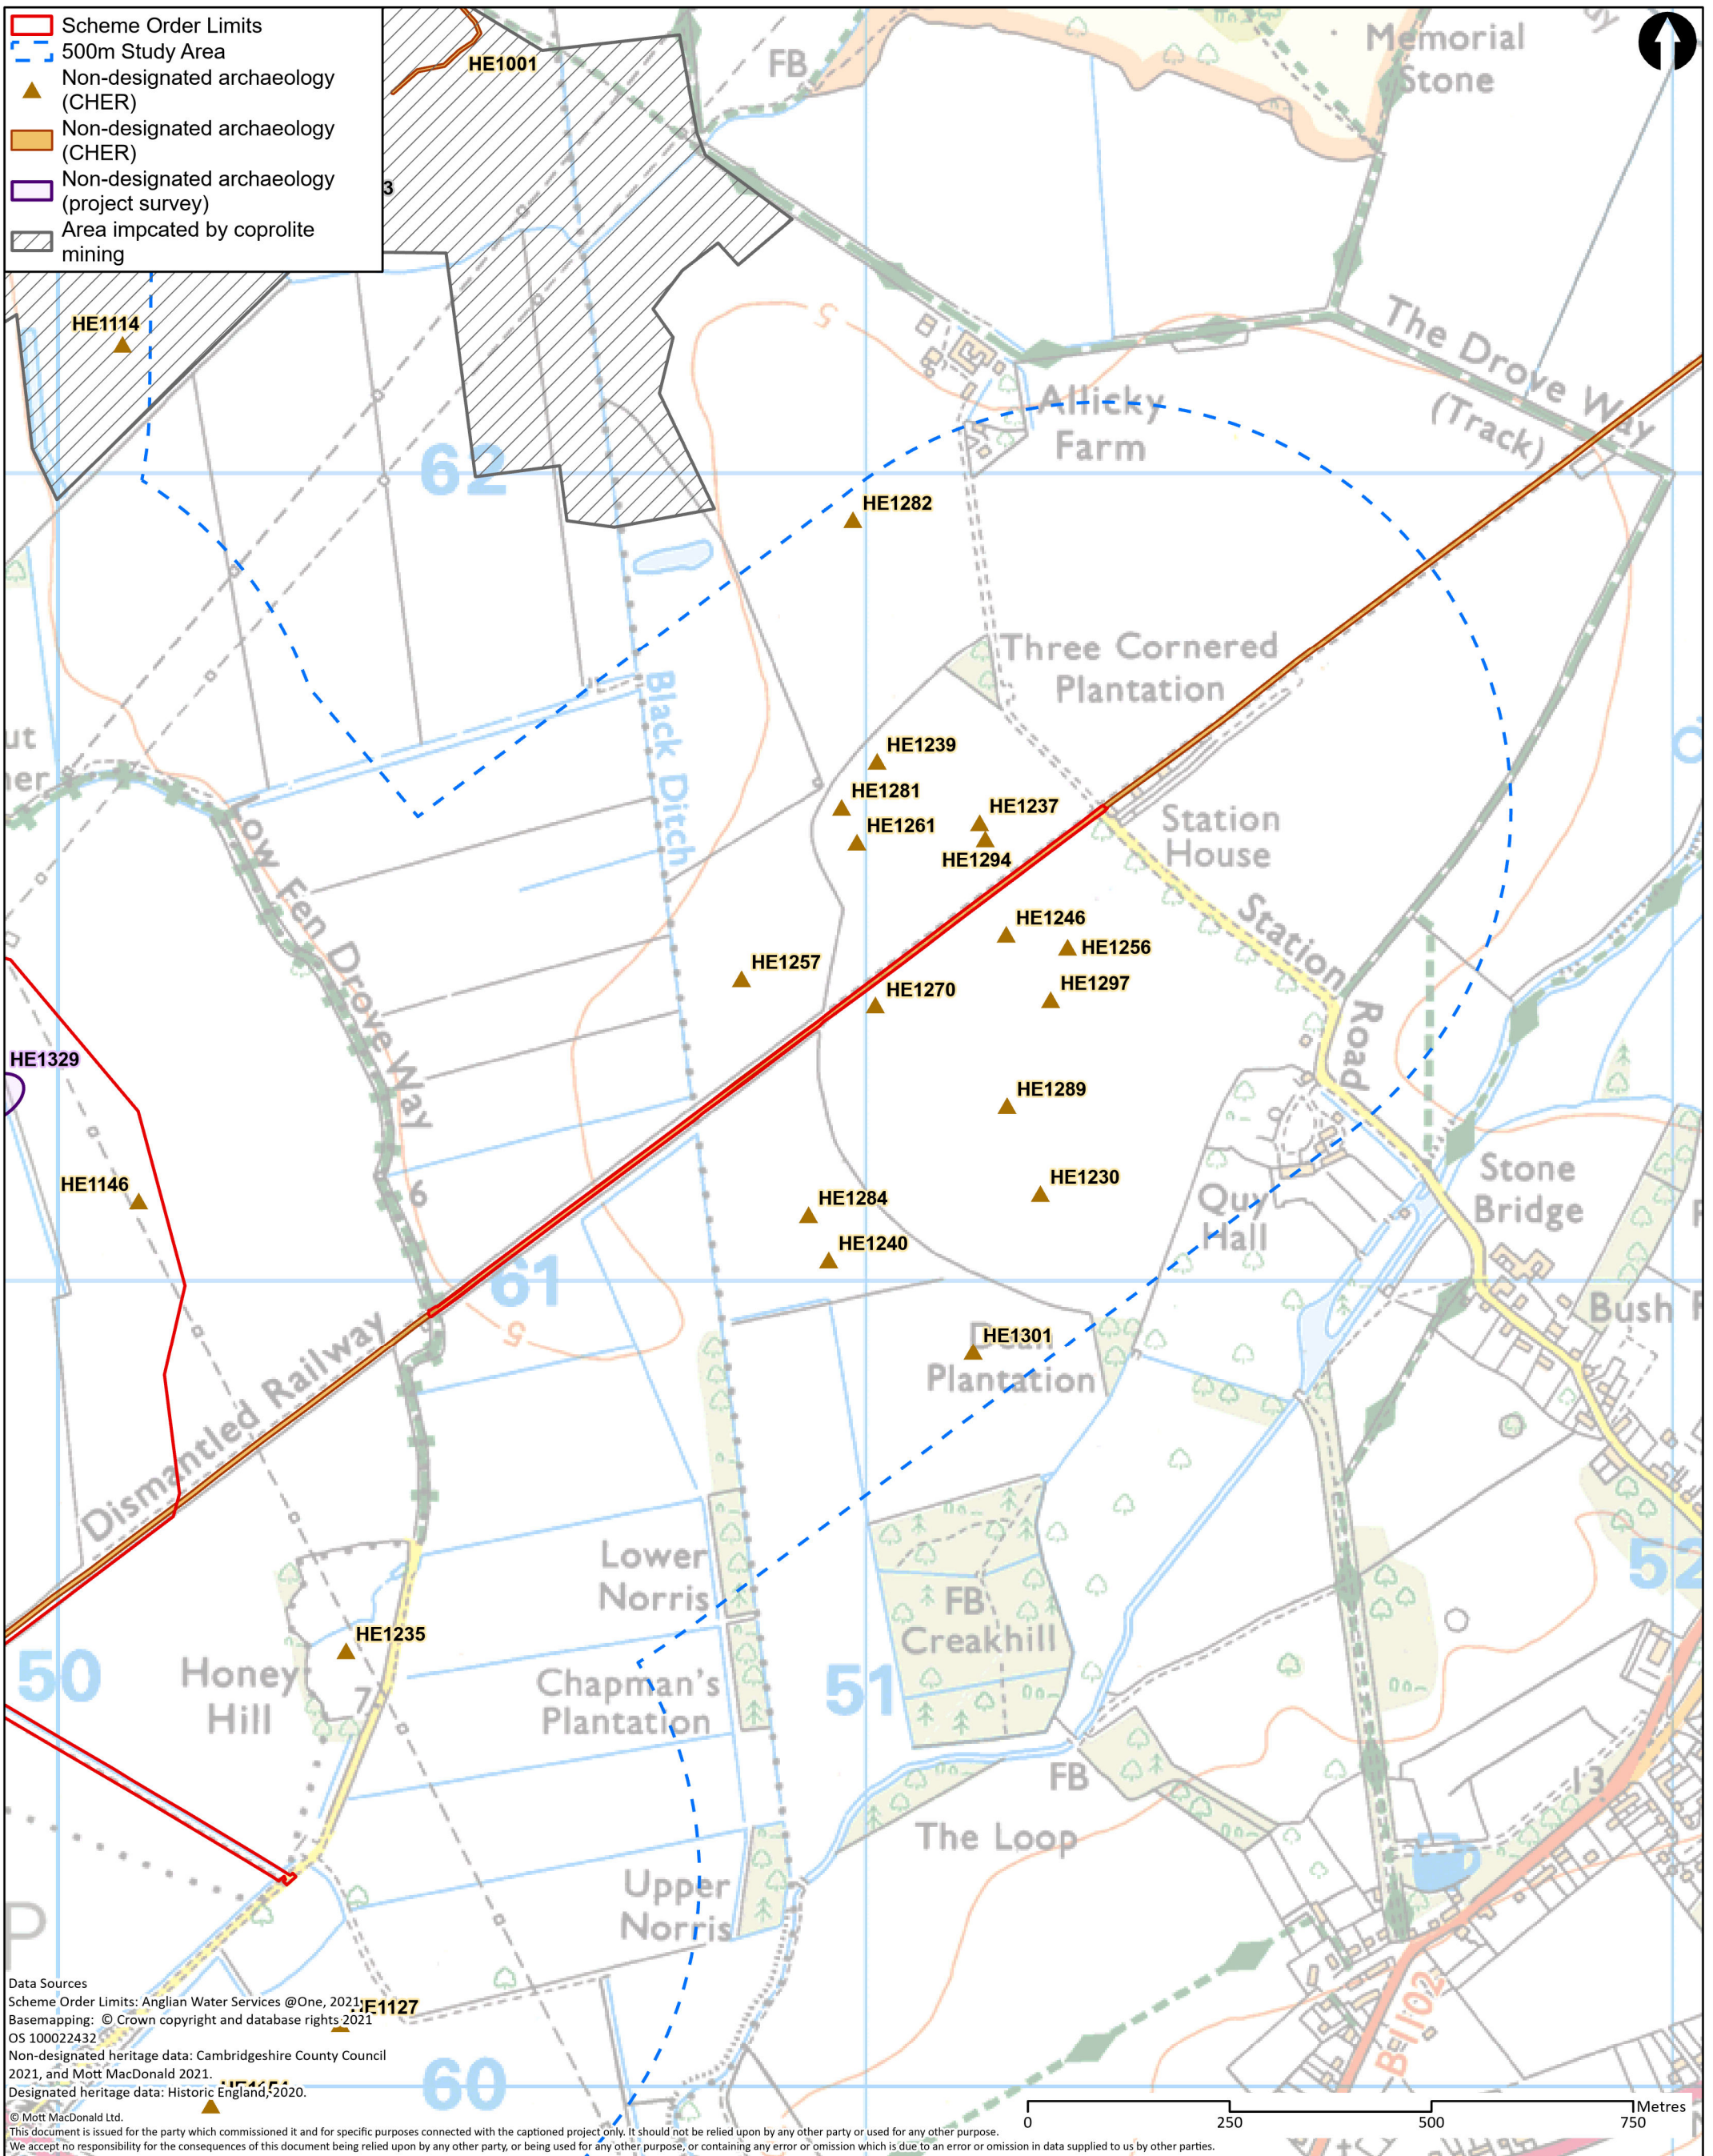 Scheme Order Limits
500m Study Area
Non-designated archaeology
(CHER)
Non-designated archaeology
(CHER)
Non-designated archaeology
(project survey)
Area impcated by coprolite
mining
HE1001
FB
Memorial
Stone
3
HE1114
5
The Drove Way
(Track)
Allicky
Farm
62
HE1282
Three Cornered
Plantation
Black Ditch
HE1239
HE1281
HE1261
HE1237
HE1294
Station
House
Low Fen Drove Way
HE1246
HE1256
HE1257
HE1270
HE1297
Station Road
HE1329
HE1289
HE1146
6
HE1230
HE1284
HE1240
Quy
Hall
Stone
Bridge
61
Bush
5
HE1301
Dean
Plantation
Dismantled Railway
Lower
Norris
FB
Creakhill
52
HE1235
50
Honey
Hill
7
Chapman's
Plantation
51
FB
The Loop
13
Upper
Norris
B1102
P
Data Sources
Scheme Order Limits: Anglian Water Services @One, 2021
HE1127
Basemapping: © Crown copyright and database rights 2021
OS 100022432
Non-designated heritage data: Cambridgeshire County Council
2021, and Mott MacDonald 2021.
Designated heritage data: Historic England, 2020.
60
© Mott MacDonald Ltd.
This document is issued for the party which commissioned it and for specific purposes connected with the captioned project only. It should not be relied upon by any other party or used for any other purpose.
We accept no responsibility for the consequences of this document being relied upon by any other party, or being used for any other purpose, or containing any error or omission which is due to an error or omission in data supplied to us by other parties.
0 250 500 750 Metres